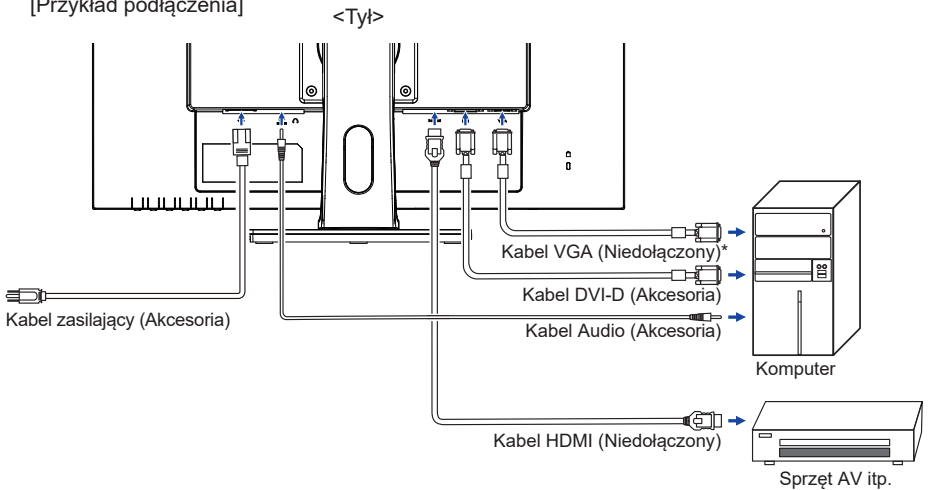 [Przykład podłączenia]
<Tył>
Kabel VGA (Niedołączony)*
Kabel DVI-D (Akcesoria)
Kabel zasilający (Akcesoria)
Kabel Audio (Akcesoria)
Komputer
Kabel HDMI (Niedołączony)
Sprzęt AV itp.